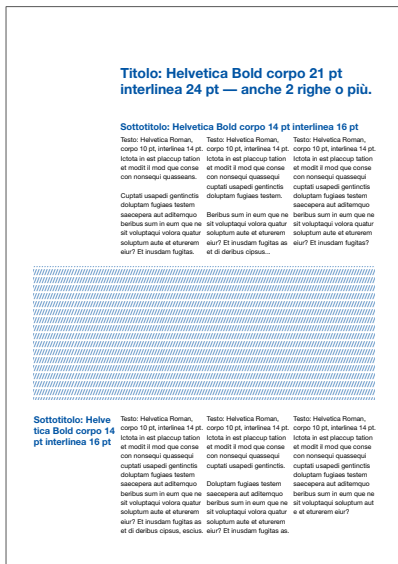 Titolo: Helvetica Bold corpo 21 pt
interlinea 24 pt — anche 2 righe o più.
Sottotitolo: Helvetica Bold corpo 14 pt interlinea 16 pt
Testo: Helvetica Roman,
corpo 10 pt, interlinea 14 pt.
Ictota in est placcup tation
et modit il mod que conse
con nonsequi quasseans.
Cuptati usapedi gentinctis
doluptam fugiaes testem
saecepera aut aditemquo
beribus sum in eum que ne
sit voluptaqui volora quatur
soluptum aute et eturerem
eiur? Et inusdam fugitas.
Testo: Helvetica Roman,
corpo 10 pt, interlinea 14 pt.
Ictota in est placcup tation
et modit il mod que conse
con nonsequi quassequi
cuptati usapedi gentinctis
doluptam fugiaes testem.
Beribus sum in eum que ne
sit voluptaqui volora quatur
soluptum aute et eturerem
eiur? Et inusdam fugitas as
et di deribus cipsus...
Testo: Helvetica Roman,
corpo 10 pt, interlinea 14 pt.
Ictota in est placcup tation
et modit il mod que conse
con nonsequi quassequi
cuptati usapedi gentinctis
doluptam fugiaes testem
saecepera aut aditemquo
beribus sum in eum que ne
sit voluptaqui volora quatur
soluptum aute et eturerem
eiur? Et inusdam fugitas?
Sottotitolo: Helve
tica Bold corpo 14
pt interlinea 16 pt
Testo: Helvetica Roman,
corpo 10 pt, interlinea 14 pt.
Ictota in est placcup tation
et modit il mod que conse
con nonsequi quassequi
cuptati usapedi gentinctis
doluptam fugiaes testem
saecepera aut aditemquo
beribus sum in eum que ne
sit voluptaqui volora quatur
soluptum aute et eturerem
eiur? Et inusdam fugitas as
et di deribus cipsus, escius.
Testo: Helvetica Roman,
corpo 10 pt, interlinea 14 pt.
Ictota in est placcup tation
et modit il mod que conse
con nonsequi quassequi
cuptati usapedi gentinctis.
Doluptam fugiaes testem
saecepera aut aditemquo
beribus sum in eum que ne
sit voluptaqui volora quatur
soluptum aute et eturerem
eiur? Et inusdam fugitas as.
Testo: Helvetica Roman,
corpo 10 pt, interlinea 14 pt.
Ictota in est placcup tation
et modit il mod que conse
con nonsequi quassequi
cuptati usapedi gentinctis
doluptam fugiaes testem
saecepera aut aditemquo
beribus sum in eum que ne
sit voluptaqui soluptum aut
e et eturerem eiur?